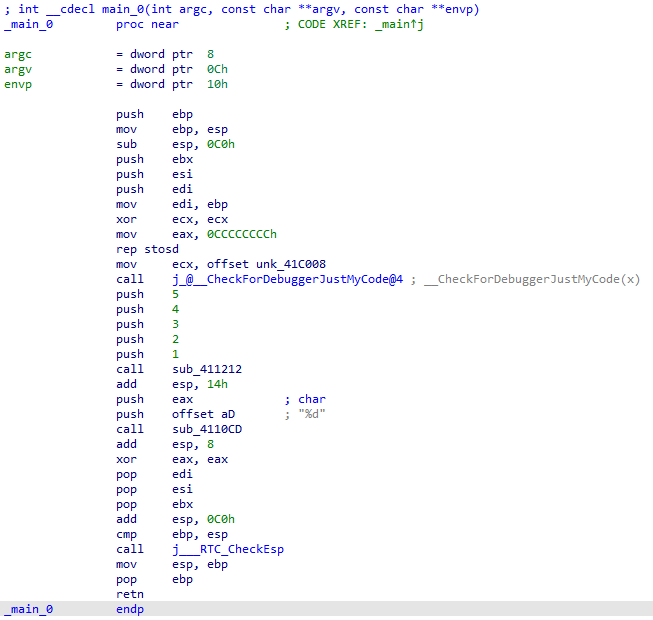 ; int __cdecl main_0(int argc, const char **argv, const char **envp)
_main_0 proc near ; CODE XREF: _main↑j
argc = dword ptr 8
argv = dword ptr 0Ch
envp = dword ptr 10h
push ebp
mov ebp, esp
sub esp, 0C0h
push ebx
push esi
push edi
mov edi, ebp
xor ecx, ecx
mov eax, 0CCCCCCCCh
rep stosd
mov ecx, offset unk_41C008
call j_@__CheckForDebuggerJustMyCode@4 ; __CheckForDebuggerJustMyCode(x)
push 5
push 4
push 3
push 2
push 1
call sub_411212
add esp, 14h
push eax ; char
push offset aD ; "%d"
call sub_4110CD
add esp, 8
xor eax, eax
pop edi
pop esi
pop ebx
add esp, 0C0h
cmp ebp, esp
call j___RTC_CheckEsp
mov esp, ebp
pop ebp
retn
_main_0 endp